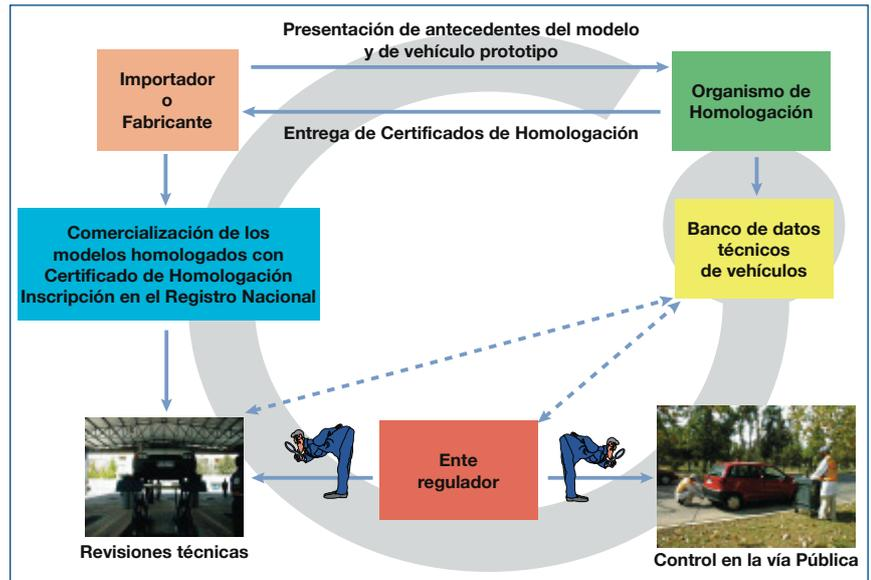 Presentación de antecedentes del modelo
y de vehículo prototipo
Importador
o
Fabricante
Organismo de
Homologación
Entrega de Certificados de Homologación
Comercialización de los
modelos homologados con
Certificado de Homologación
Inscripción en el Registro Nacional
Banco de datos
técnicos
de vehículos
Ente
regulador
Revisiones técnicas
Control en la vía Pública